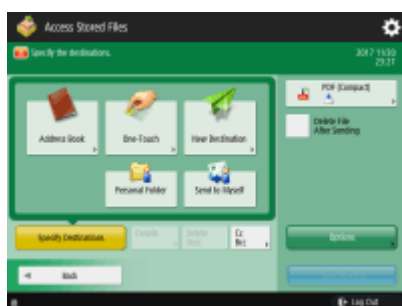 Access Stored Files
Specify the destinations.
2017 11/30
23:21
PDF (Compact)
Delete File
After Sending
Address Book
One-Touch
New Destination
Personal Folder
Send to Myself
Specify Destinations
Details
Delete
Dest.
Cc
Bcc
Options
Back
Log Out